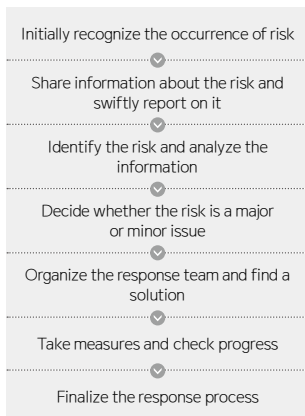 Initially recognize the occurrence of risk
Share information about the risk and
swiftly report on it
Identify the risk and analyze the
information
Decide whether the risk is a major
or minor issue
Organize the response team and find a
solution
Take measures and check progress
Finalize the response process